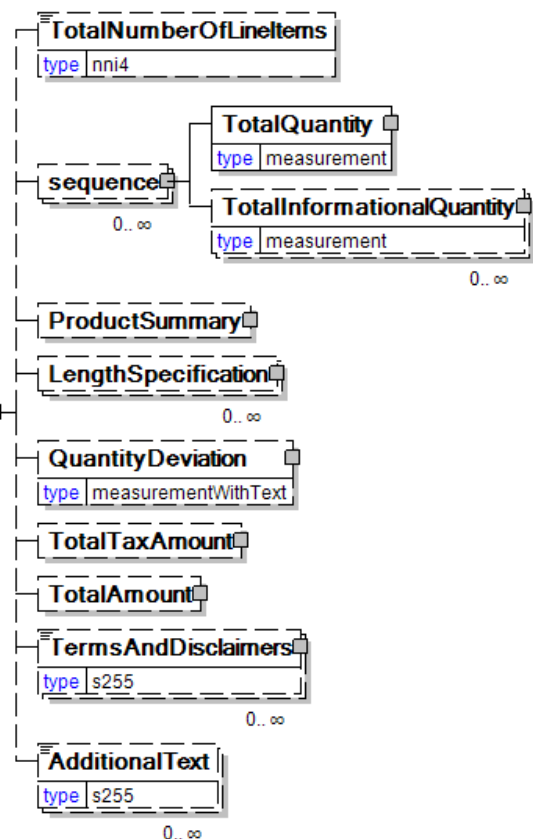 TotalNumberOfLineItems
type nni4
TotalQuantity
type measurement
sequence
0.. ∞
TotalInformationalQuantity
type measurement
0.. ∞
ProductSummary
LengthSpecification
0.. ∞
QuantityDeviation
type measurementWithText
TotalTaxAmount
TotalAmount
TermsAndDisclaimers
type s255
0.. ∞
AdditionalText
type s255
0.. ∞